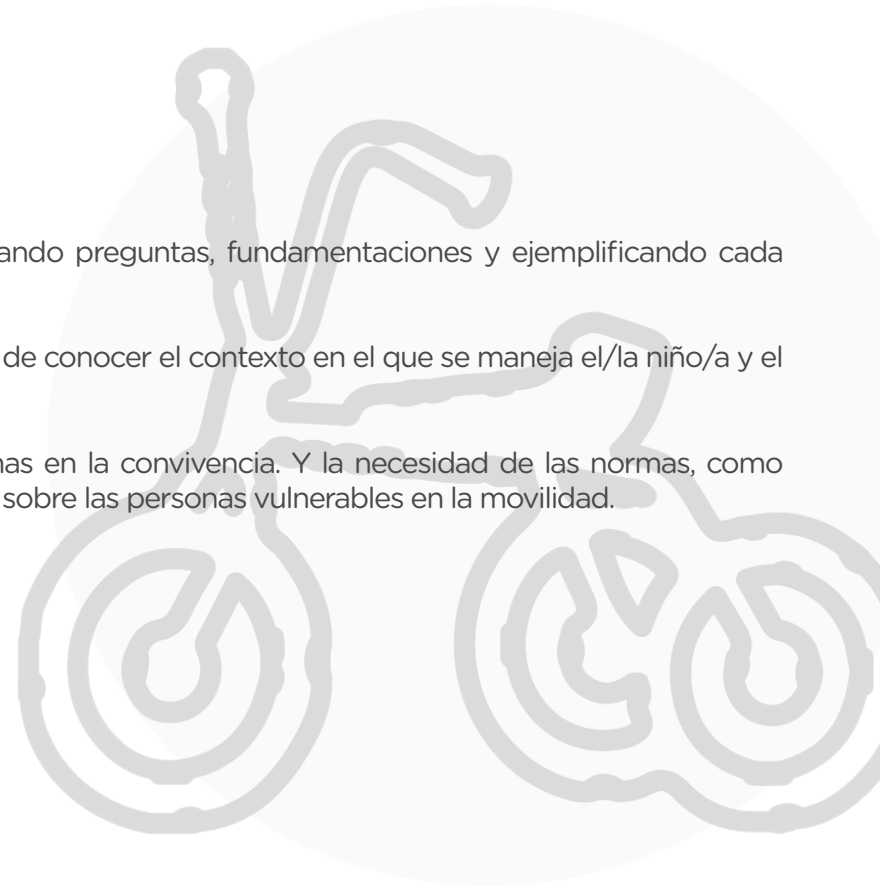 ando preguntas, fundamentaciones y ejemplificando cada
de conocer el contexto en el que se maneja el/la niño/a y el
nas en la convivencia. Y la necesidad de las normas, como
sobre las personas vulnerables en la movilidad.